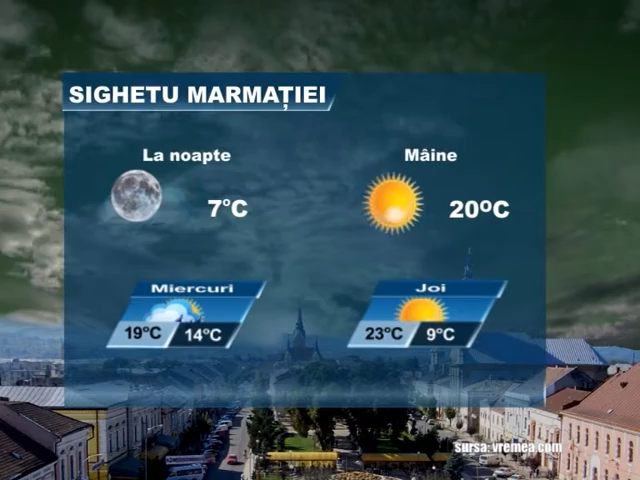 SIGHETU MARMAȚIEI
La noapte
Mâine
7°C
20ºC
Miercuri
Joi
19ºC
14ºC
23ºC
9ºC
sursa: vremea.com